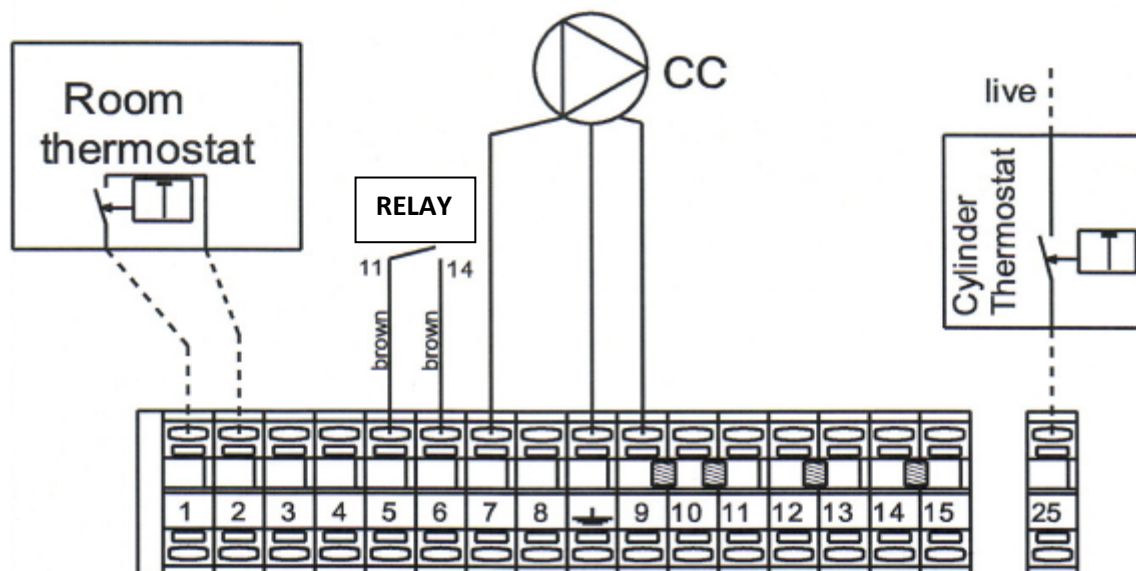 Room
thermostat
RELAY
11 14
brown brown
CC
live
Cylinder
Thermostat
1 2 3 4 5 6 7 8 9 10 11 12 13 14 15 25